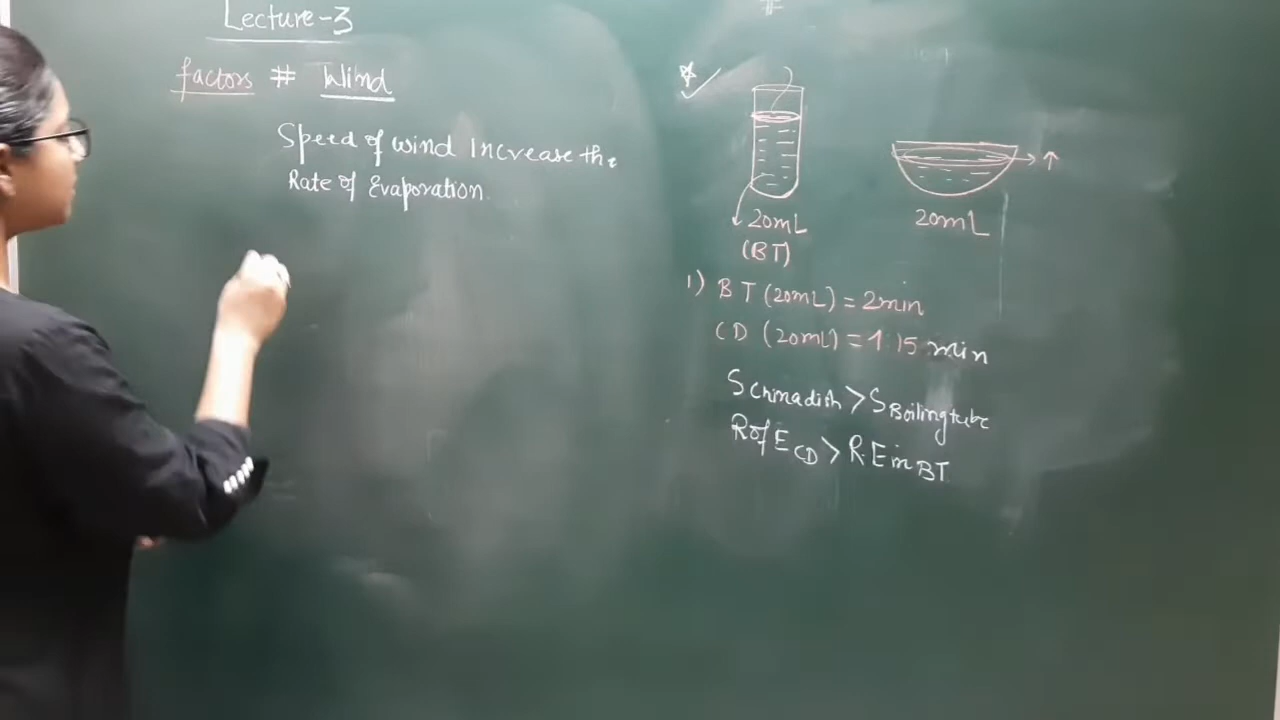 Lecture-3
factors # Wind
Speed of wind Increase the
Rate of Evaporation
#
20mL
(BT)
20mL
1) BT (20mL) = 2min
CD (20mL) = 1.15 min
S Chinadish > S Boilingtube
R of E CD > R.E in BT